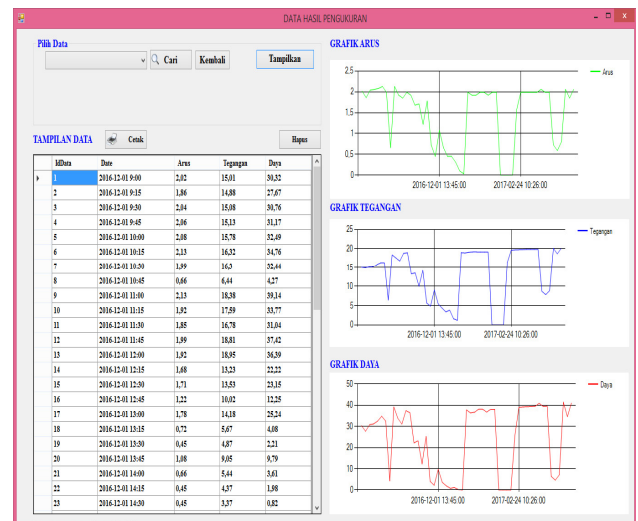 DATA HASIL PENGUKURAN
Pilih Data
Cari
Kembali
Tampilkan
TAMPILAN DATA
Cetak
Hapus
IdData Date Arus Tegangan Daya
1 2016-12-01 9:00 2,02 15,01 30,32
2 2016-12-01 9:15 1,86 14,88 27,67
3 2016-12-01 9:30 2,04 15,08 30,76
4 2016-12-01 9:45 2,06 15,13 31,17
5 2016-12-01 10:00 2,08 15,78 32,49
6 2016-12-01 10:15 2,13 16,32 34,76
7 2016-12-01 10:30 1,99 16,3 32,44
8 2016-12-01 10:45 0,66 6,44 4,27
9 2016-12-01 11:00 2,13 18,38 39,14
10 2016-12-01 11:15 1,92 17,59 33,77
11 2016-12-01 11:30 1,85 16,78 31,04
12 2016-12-01 11:45 1,99 18,81 37,42
13 2016-12-01 12:00 1,92 18,95 36,39
14 2016-12-01 12:15 1,68 13,23 22,22
15 2016-12-01 12:30 1,71 13,53 23,15
16 2016-12-01 12:45 1,22 10,02 12,25
17 2016-12-01 13:00 1,78 14,18 25,24
18 2016-12-01 13:15 0,72 5,67 4,08
19 2016-12-01 13:30 0,45 4,87 2,21
20 2016-12-01 13:45 1,08 9,05 9,79
21 2016-12-01 14:00 0,66 5,44 3,61
22 2016-12-01 14:15 0,45 4,37 1,98
23 2016-12-01 14:30 0,45 3,37 0,82
GRAFIK ARUS
2.5
2
1.5
1
0.5
0
2016-12-01 13:45:00 2017-02-24 10:26:00
Arus
GRAFIK TEGANGAN
25
20
15
10
5
0
2016-12-01 13:45:00 2017-02-24 10:26:00
Tegangan
GRAFIK DAYA
50
40
30
20
10
0
2016-12-01 13:45:00 2017-02-24 10:26:00
Daya